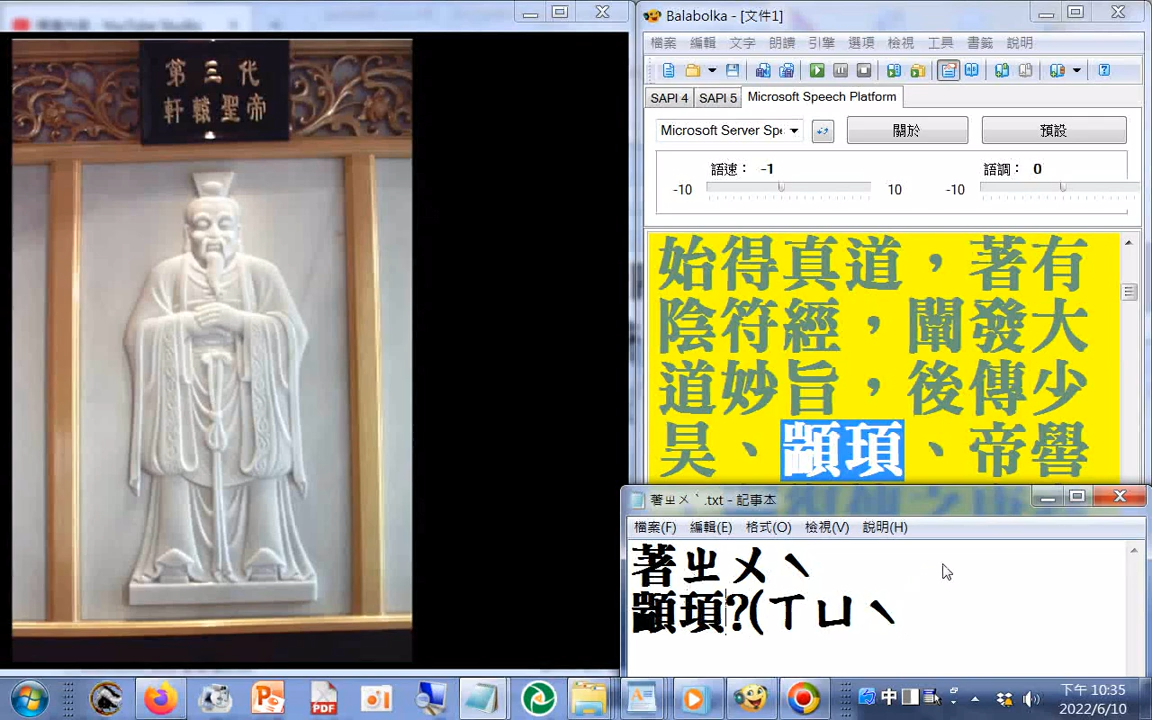 第三代
軒轅聖帝
Balabolka - [文件1]
檔案 編輯 文字 朗讀 引擎 選項 檢視 工具 書籤 說明
SAPI 4 SAPI 5 Microsoft Speech Platform
Microsoft Server Spe 關於 預設
語速： -1 語調： 0
-10 10 -10
始得真道，著有
陰符經，闡發大
道妙旨，後傳少
昊、顓頊、帝嚳
著ㄓㄨˋ.txt - 記事本
檔案(F) 編輯(E) 格式(O) 檢視(V) 說明(H)
著ㄓㄨˋ
顓頊?(ㄒㄩˋ
中
下午 10:35
2022/6/10